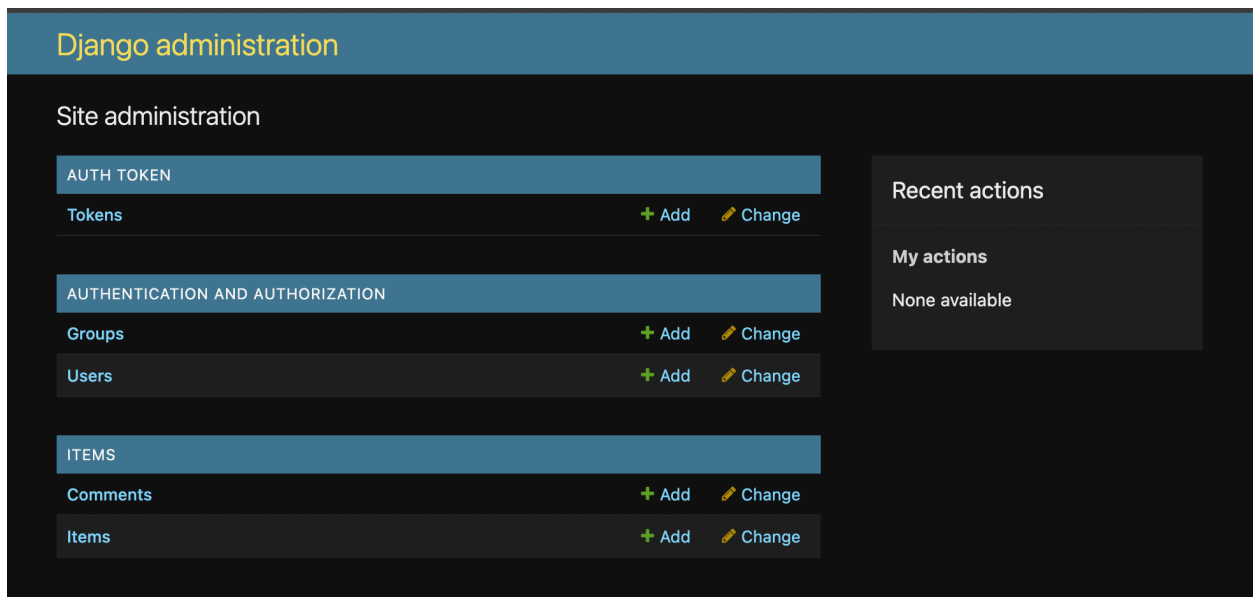 Django administration
Site administration
AUTH TOKEN
Tokens Add Change
AUTHENTICATION AND AUTHORIZATION
Groups Add Change
Users Add Change
ITEMS
Comments Add Change
Items Add Change
Recent actions
My actions
None available